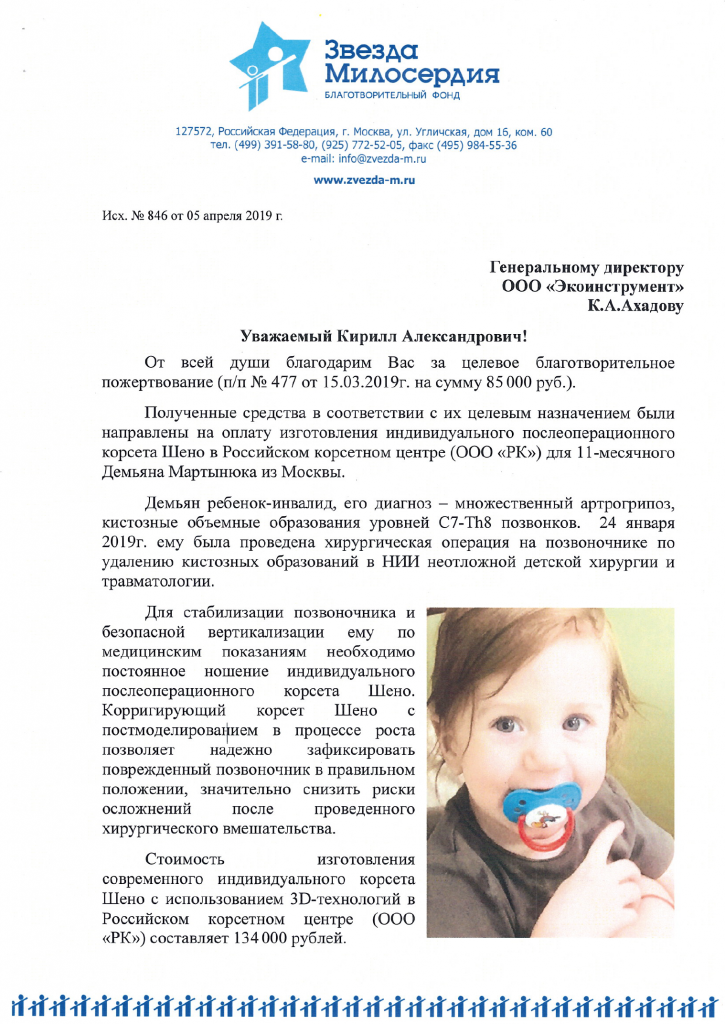 Звезда
Милосердия
БЛАГОТВОРИТЕЛЬНЫЙ ФОНД
127572, Российская Федерация, г. Москва, ул. Угличская, дом 16, ком. 60
тел. (499) 391-58-80, (925) 772-52-05, факс (495) 984-55-36
e-mail: info@zvezda-m.ru
www.zvezda-m.ru
Исх. № 846 от 05 апреля 2019 г.
Генеральному директору
ООО «Экоинструмент»
К.А.Ахадову
Уважаемый Кирилл Александрович!
От всей души благодарим Вас за целевое благотворительное
пожертвование (п/п № 477 от 15.03.2019г. на сумму 85 000 руб.).
Полученные средства в соответствии с их целевым назначением были
направлены на оплату изготовления индивидуального послеоперационного
корсета Шено в Российском корсетном центре (ООО «РК») для 11-месячного
Демьяна Мартынюка из Москвы.
Демьян ребенок-инвалид, его диагноз – множественный артрогрипоз,
кистозные объемные образования уровней C7-Th8 позвонков. 24 января
2019г. ему была проведена хирургическая операция на позвоночнике по
удалению кистозных образований в НИИ неотложной детской хирургии и
травматологии.
Для стабилизации позвоночника и
безопасной вертикализации ему по
медицинским показаниям необходимо
постоянное ношение индивидуального
послеоперационного корсета Шено.
Корригирующий корсет Шено с
постмоделированием в процессе роста
позволяет надежно зафиксировать
поврежденный позвоночник в правильном
положении, значительно снизить риски
осложнений после проведенного
хирургического вмешательства.
Стоимость изготовления
современного индивидуального корсета
Шено с использованием 3D-технологий в
Российском корсетном центре (ООО
«РК») составляет 134 000 рублей.